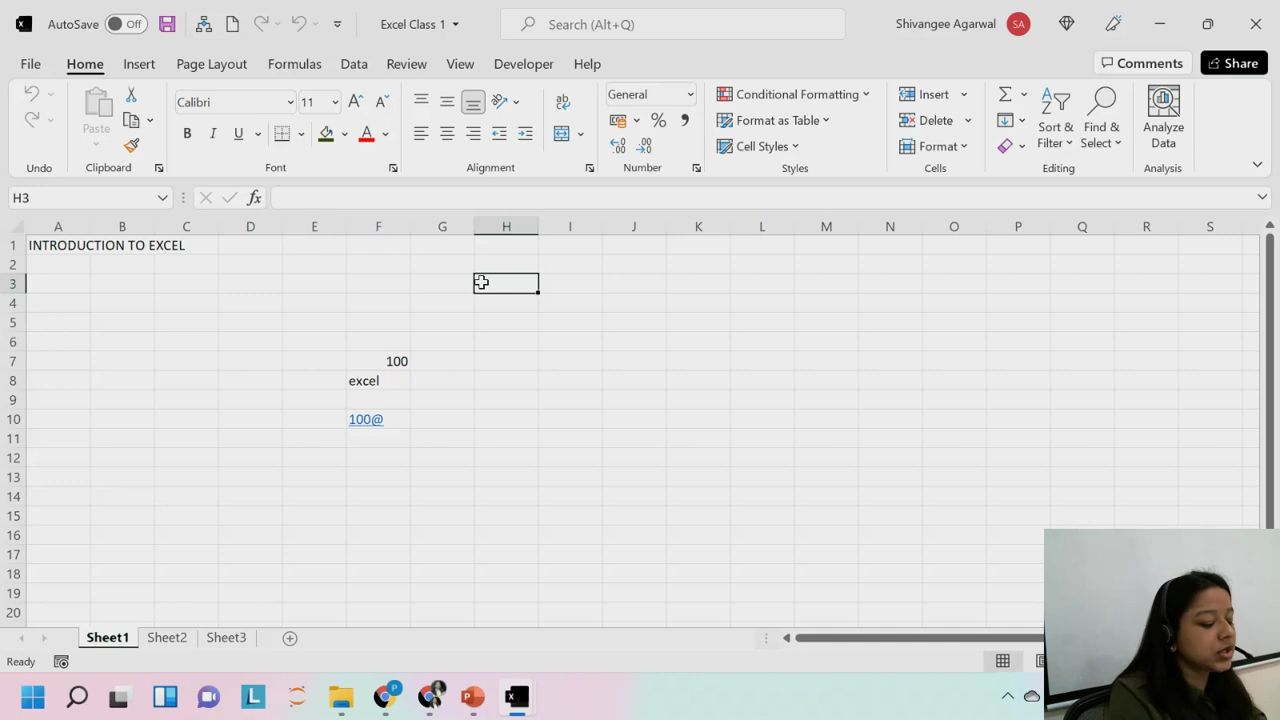 AutoSave Off Excel Class 1 Search (Alt+Q) Shivangee Agarwal SA
File Home Insert Page Layout Formulas Data Review View Developer Help Comments Share
Calibri 11 General Conditional Formatting Insert
Paste B I U Format as Table Delete Sort & Filter Find & Select Analyze Data
Cell Styles Format
Undo Clipboard Font Alignment Number Styles Cells Editing Analysis
H3 fx
A B C D E F G H I J K L M N O P Q R S
1 INTRODUCTION TO EXCEL
2
3
4
5
6
7 100
8 excel
9
10 100@
11
12
13
14
15
16
17
18
19
20
Sheet1 Sheet2 Sheet3
Ready